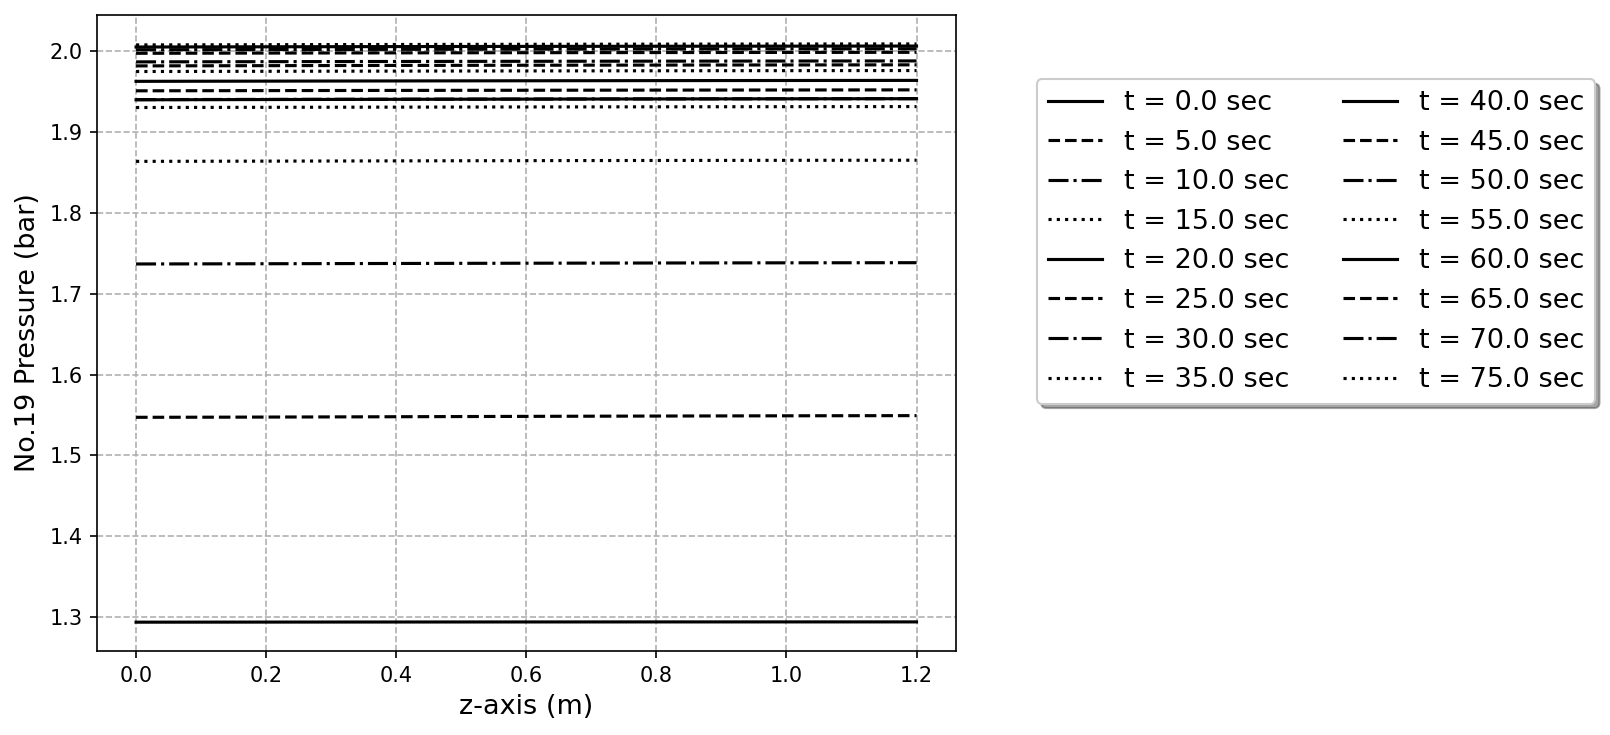 2.0
1.9
1.8
1.7
1.6
1.5
1.4
1.3
No.19 Pressure (bar)
0.0 0.2 0.4 0.6 0.8 1.0 1.2
z-axis (m)
t = 0.0 sec
t = 5.0 sec
t = 10.0 sec
t = 15.0 sec
t = 20.0 sec
t = 25.0 sec
t = 30.0 sec
t = 35.0 sec
t = 40.0 sec
t = 45.0 sec
t = 50.0 sec
t = 55.0 sec
t = 60.0 sec
t = 65.0 sec
t = 70.0 sec
t = 75.0 sec